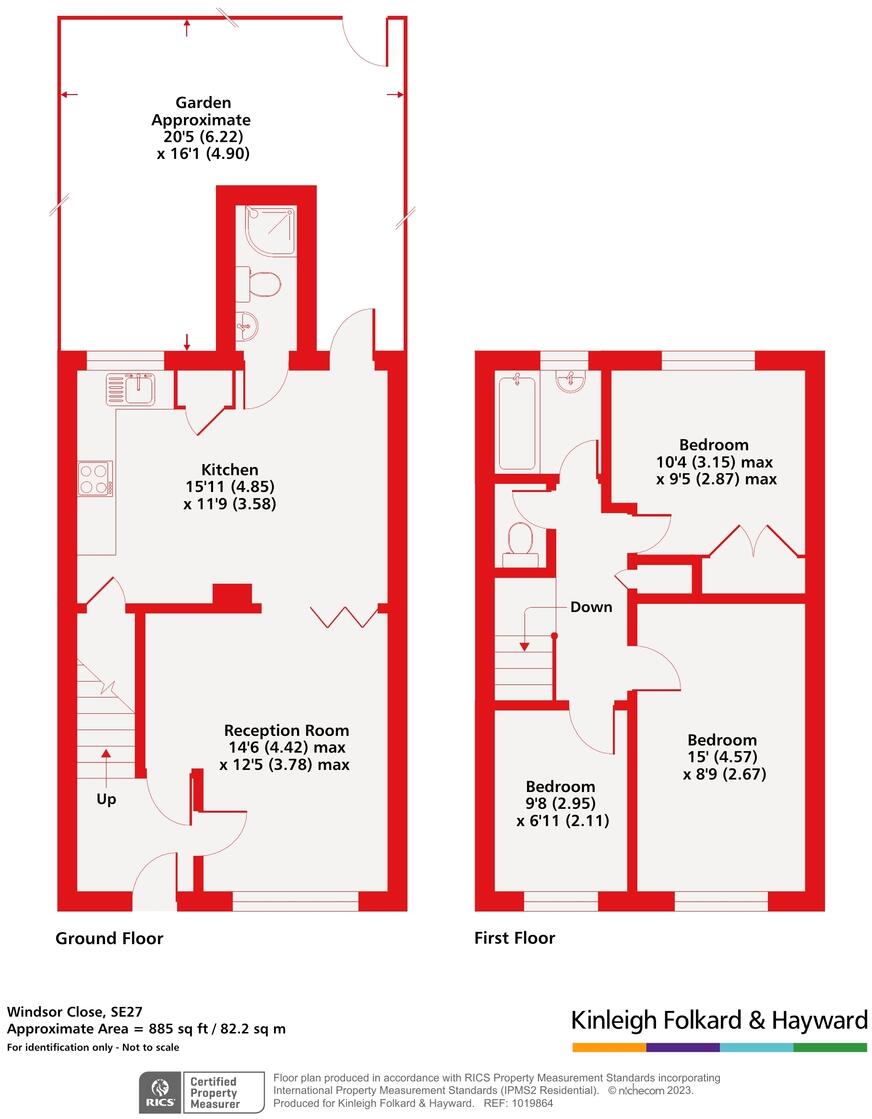 Garden
Approximate
20'5 (6.22)
x 16'1 (4.90)
Kitchen
15'11 (4.85)
x 11'9 (3.58)
Reception Room
14'6 (4.42) max
x 12'5 (3.78) max
Up
Ground Floor
Bedroom
10'4 (3.15) max
x 9'5 (2.87) max
Down
Bedroom
15' (4.57)
x 8'9 (2.67)
Bedroom
9'8 (2.95)
x 6'11 (2.11)
First Floor
Windsor Close, SE27
Approximate Area = 885 sq ft / 82.2 sq m
For identification only - Not to scale
Kinleigh Folkard & Hayward
RICS
Certified
Property
Measurer
Floor plan produced in accordance with RICS Property Measurement Standards incorporating
International Property Measurement Standards (IPMS2 Residential). © nichecom 2023.
Produced for Kinleigh Folkard & Hayward. REF: 1019864